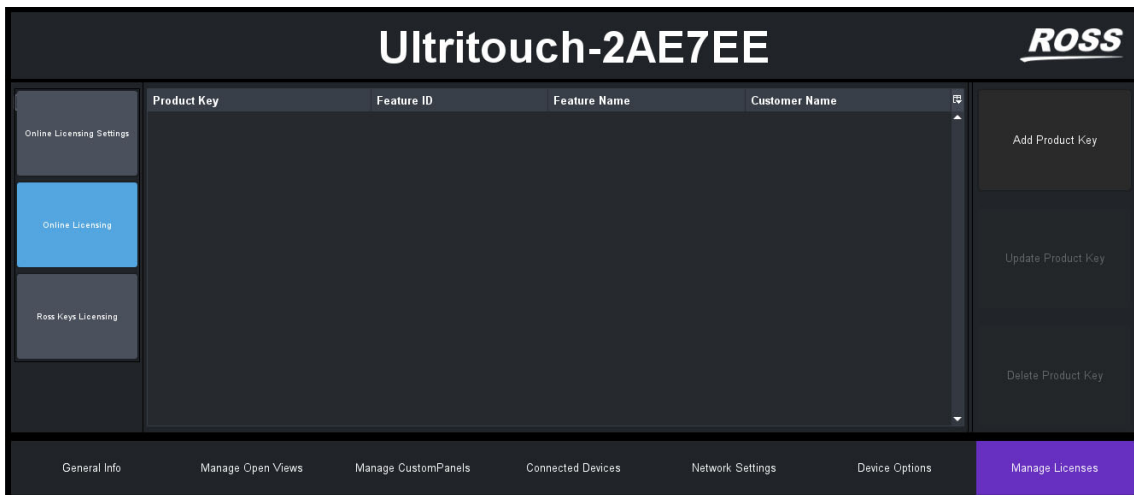 Ultritouch-2AE7EE
ROSS
Product Key Feature ID Feature Name Customer Name
Online Licensing Settings
Online Licensing
Ross Keys Licensing
Add Product Key
Update Product Key
Delete Product Key
General Info Manage Open Views Manage CustomPanels Connected Devices Network Settings Device Options Manage Licenses